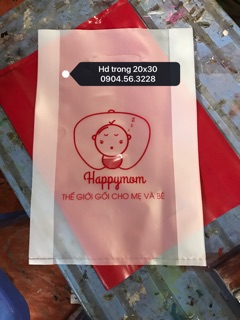 Hd trong 20x30
0904.56.3228
z
z
Happymom
THẾ GIỚI GỐI CHO MẸ VÀ BÉ